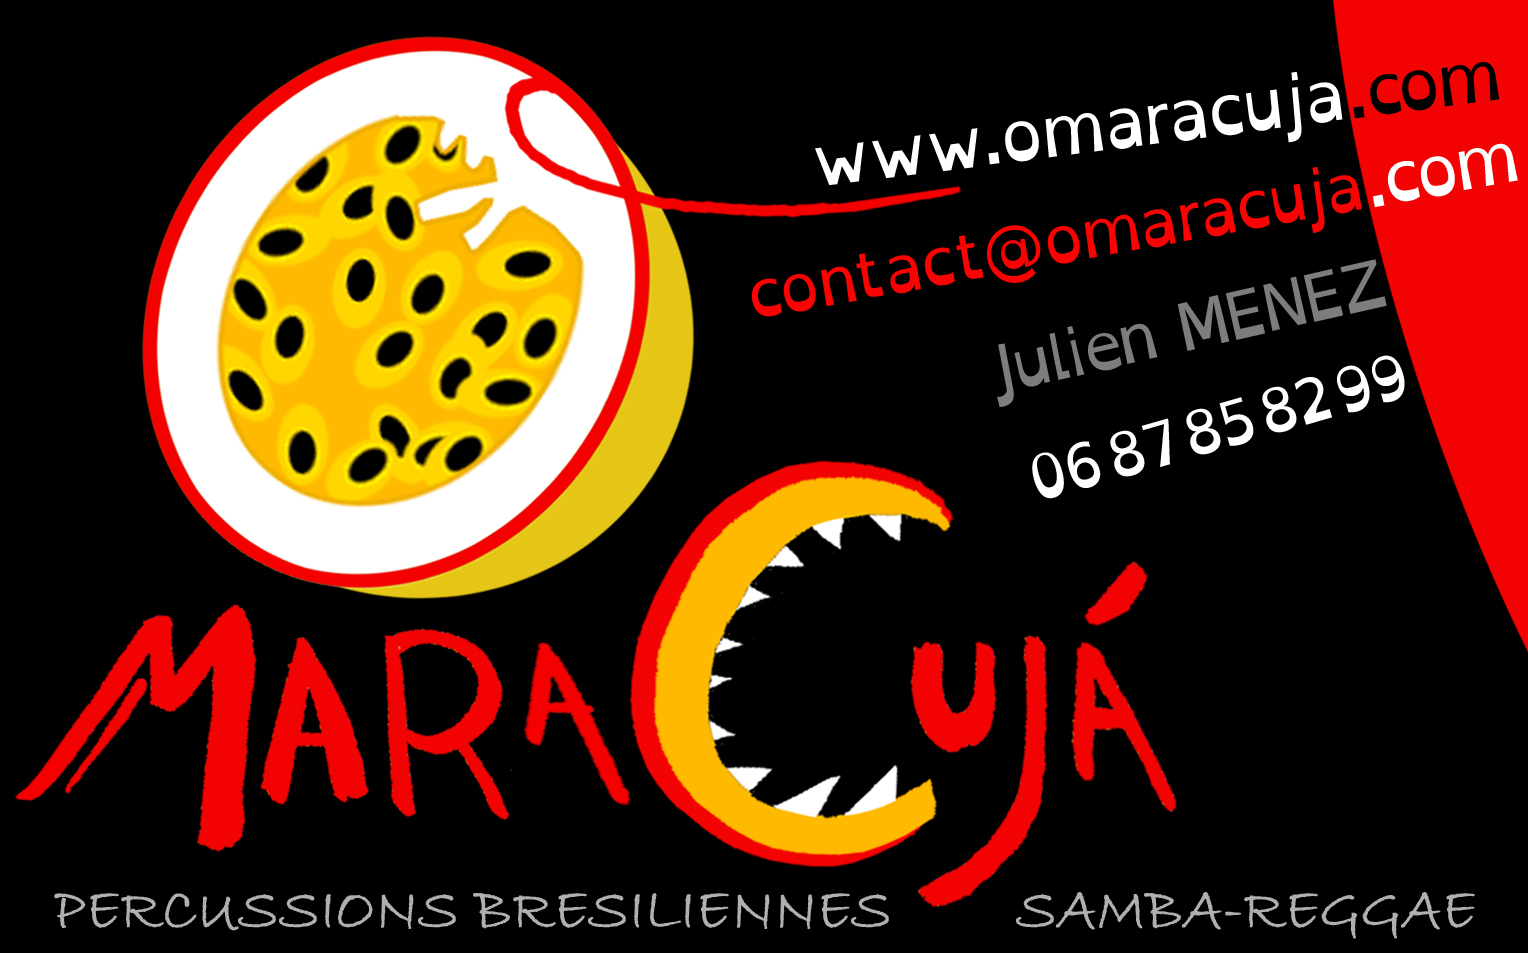 www.omaracuja.com
contact@omaracuja.com
Julien MENEZ
06 87 85 82 99
MARACUJÁ
PERCUSSIONS BRESILIENNES SAMBA-REGGAE